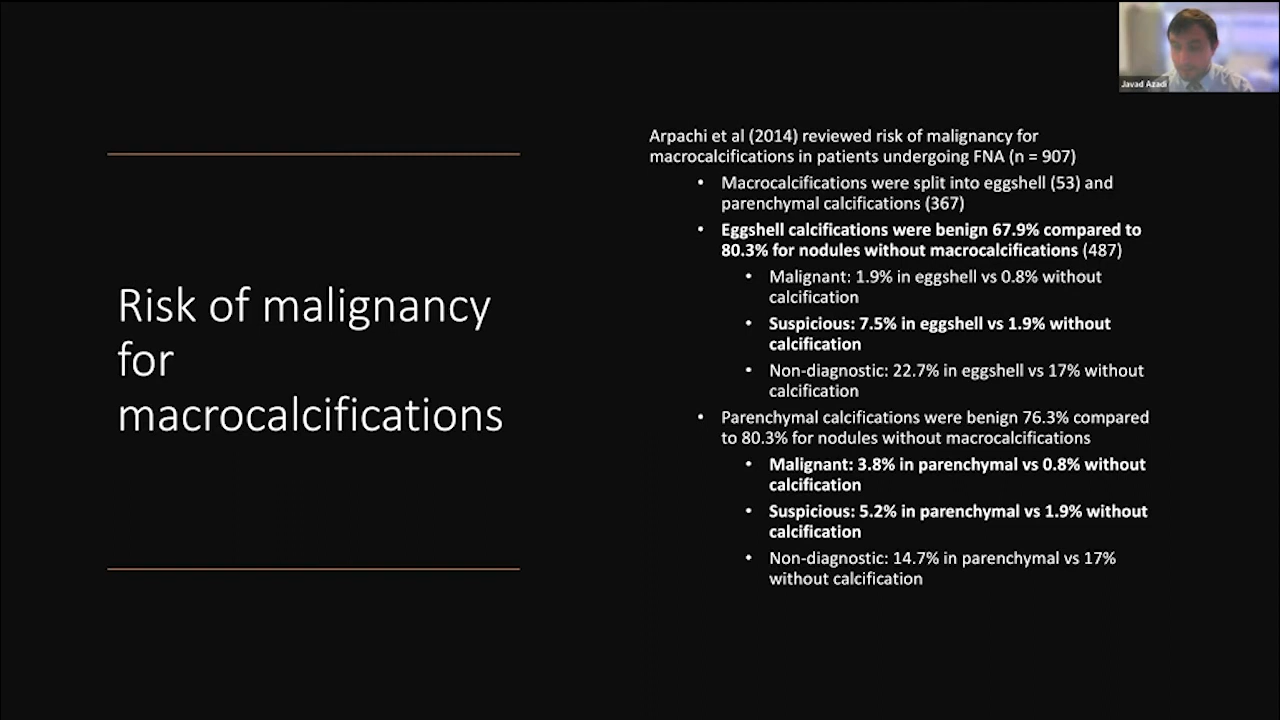 Javad Azadi
Risk of malignancy
for
macrocalcifications
Arpachi et al (2014) reviewed risk of malignancy for
macrocalcifications in patients undergoing FNA (n = 907)
• Macrocalcifications were split into eggshell (53) and
parenchymal calcifications (367)
• Eggshell calcifications were benign 67.9% compared to
80.3% for nodules without macrocalcifications (487)
• Malignant: 1.9% in eggshell vs 0.8% without
calcification
• Suspicious: 7.5% in eggshell vs 1.9% without
calcification
• Non-diagnostic: 22.7% in eggshell vs 17% without
calcification
• Parenchymal calcifications were benign 76.3% compared
to 80.3% for nodules without macrocalcifications
• Malignant: 3.8% in parenchymal vs 0.8% without
calcification
• Suspicious: 5.2% in parenchymal vs 1.9% without
calcification
• Non-diagnostic: 14.7% in parenchymal vs 17%
without calcification